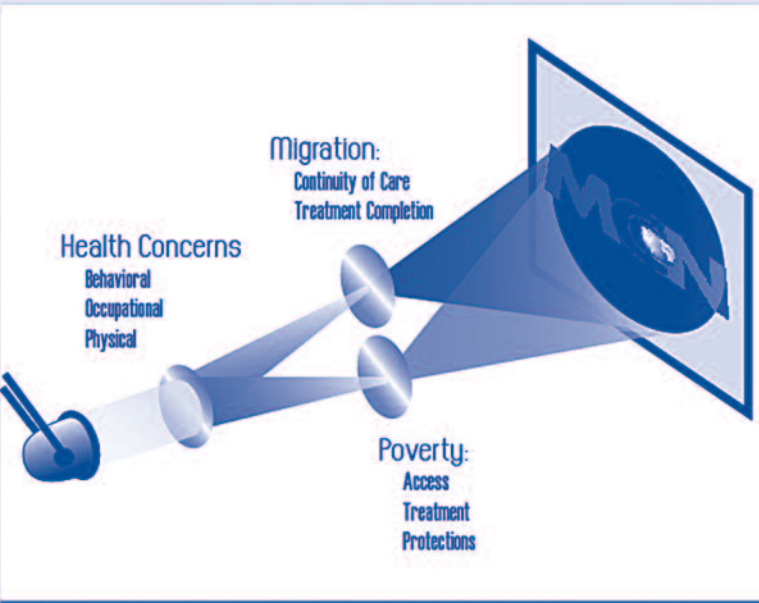 Migration:
Continuity of Care
Treatment Completion
Health Concerns
Behavioral
Occupational
Physical
MCN
Poverty:
Access
Treatment
Protections